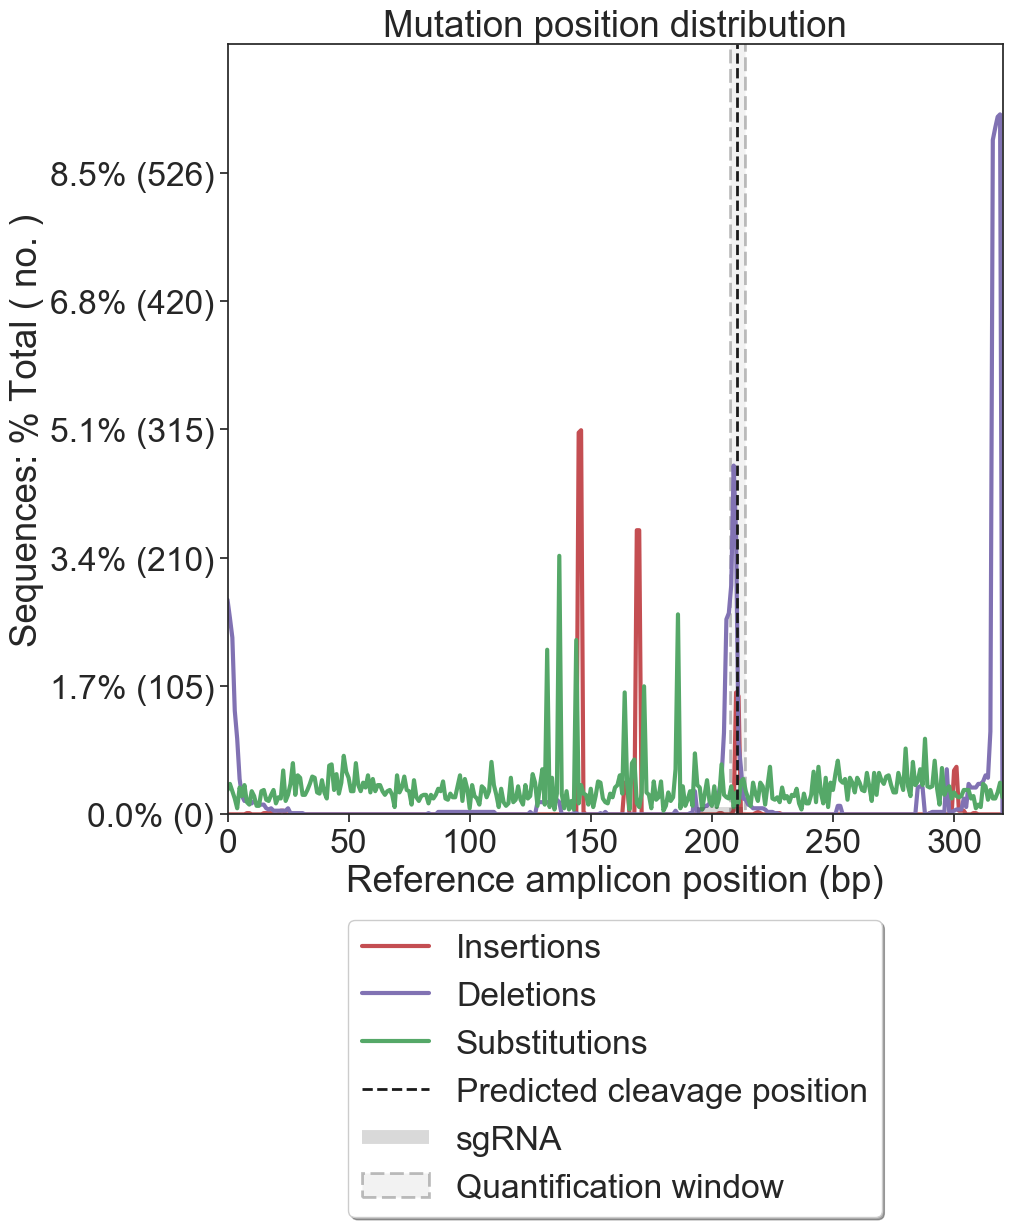 Mutation position distribution
Sequences: % Total ( no. )
8.5% (526)
6.8% (420)
5.1% (315)
3.4% (210)
1.7% (105)
0.0% (0)
0 50 100 150 200 250 300
Reference amplicon position (bp)
Insertions
Deletions
Substitutions
Predicted cleavage position
sgRNA
Quantification window